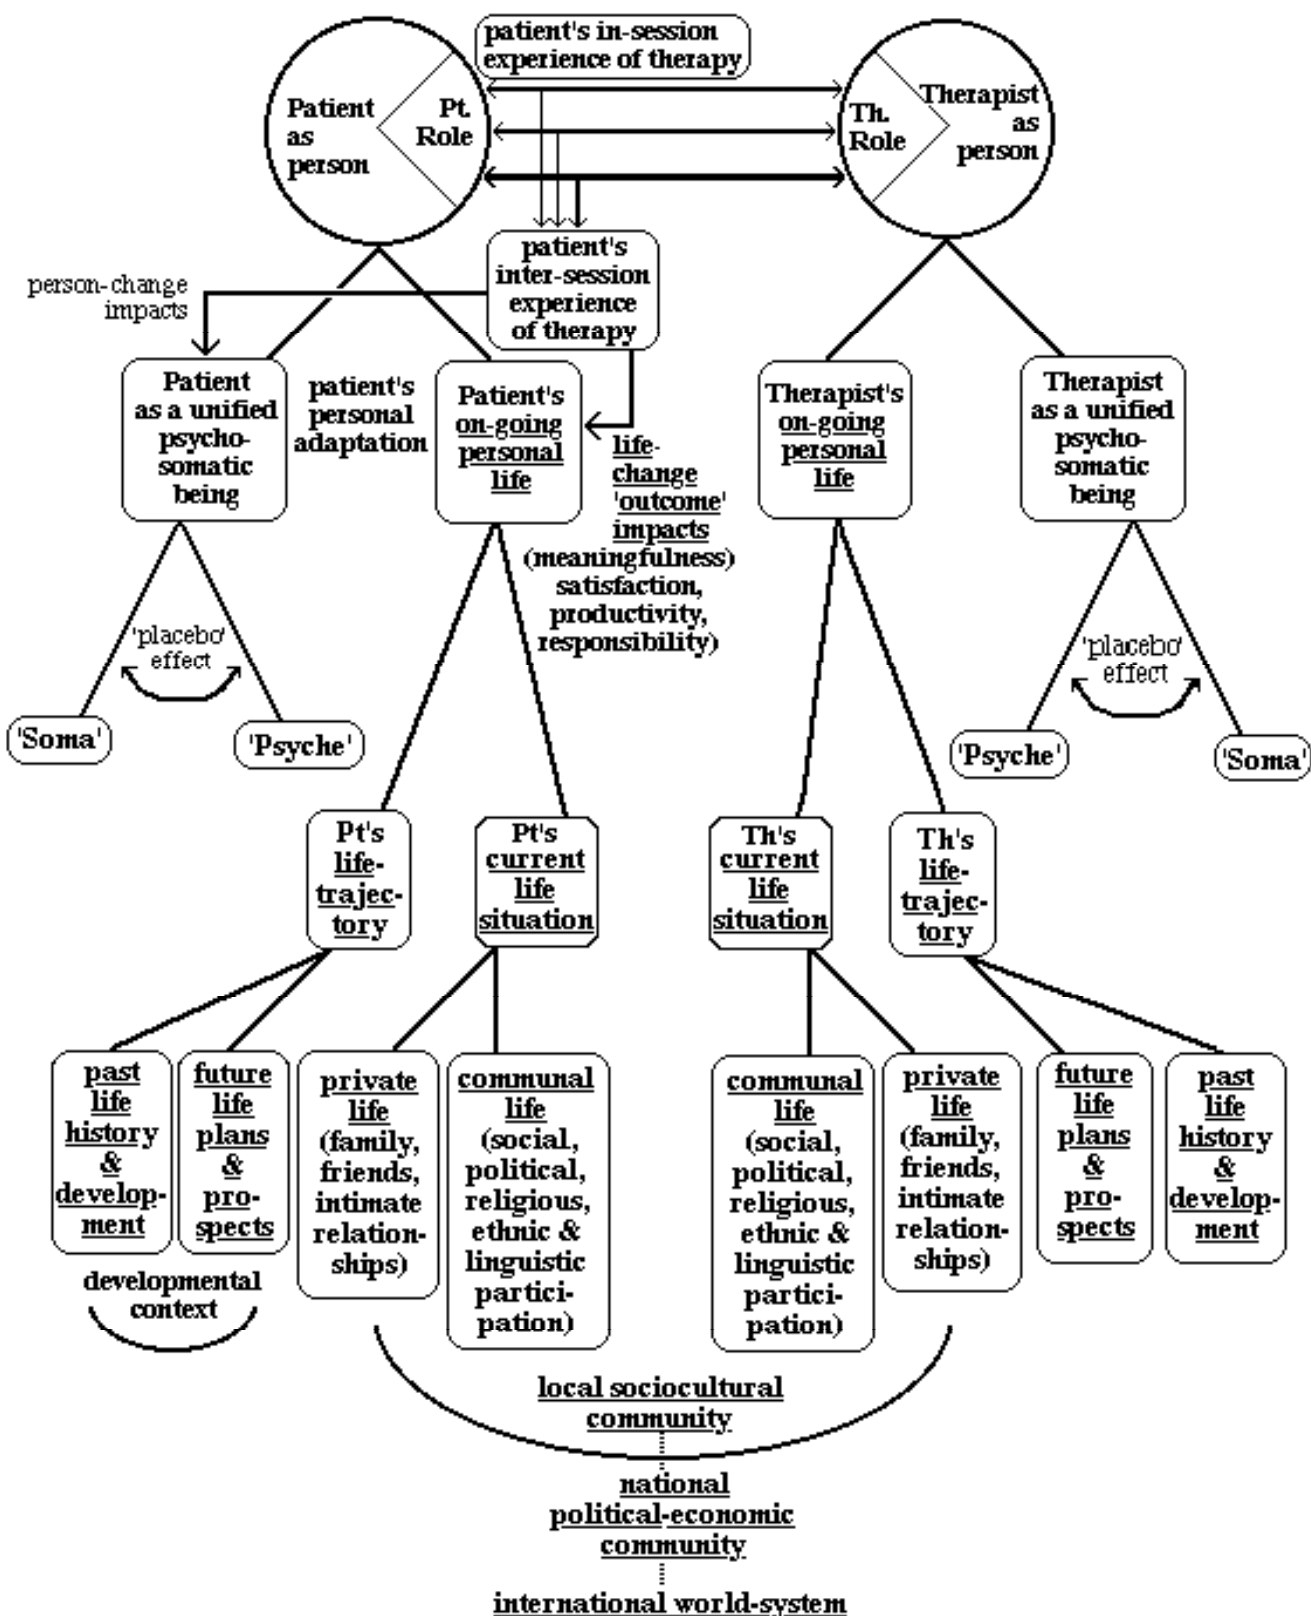 patient's in-session
experience of therapy
Patient
as
person
Pt.
Role
Th.
Role
Therapist
as
person
patient's
inter-session
experience
of therapy
person-change
impacts
Patient
as a unified
psycho-
somatic
being
patient's
personal
adaptation
Patient's
on-going
personal
life
life-
change
'outcome'
impacts
(meaningfulness)
satisfaction,
productivity,
responsibility)
Therapist's
on-going
personal
life
Therapist
as a unified
psycho-
somatic
being
'placebo'
effect
'Soma'
'Psyche'
'placebo'
effect
'Psyche'
'Soma'
Pt's
life-
trajec-
tory
Pt's
current
life
situation
Th's
current
life
situation
Th's
life-
trajec-
tory
past
life
history
&
develop-
ment
future
life
plans
&
pro-
spects
private
life
(family,
friends,
intimate
relation-
ships)
communal
life
(social,
political,
religious,
ethnic &
linguistic
partici-
pation)
communal
life
(social,
political,
religious,
ethnic &
linguistic
partici-
pation)
private
life
(family,
friends,
intimate
relation-
ships)
future
life
plans
&
pro-
spects
past
life
history
&
develop-
ment
developmental
context
local sociocultural
community
national
political-economic
community
international world-system